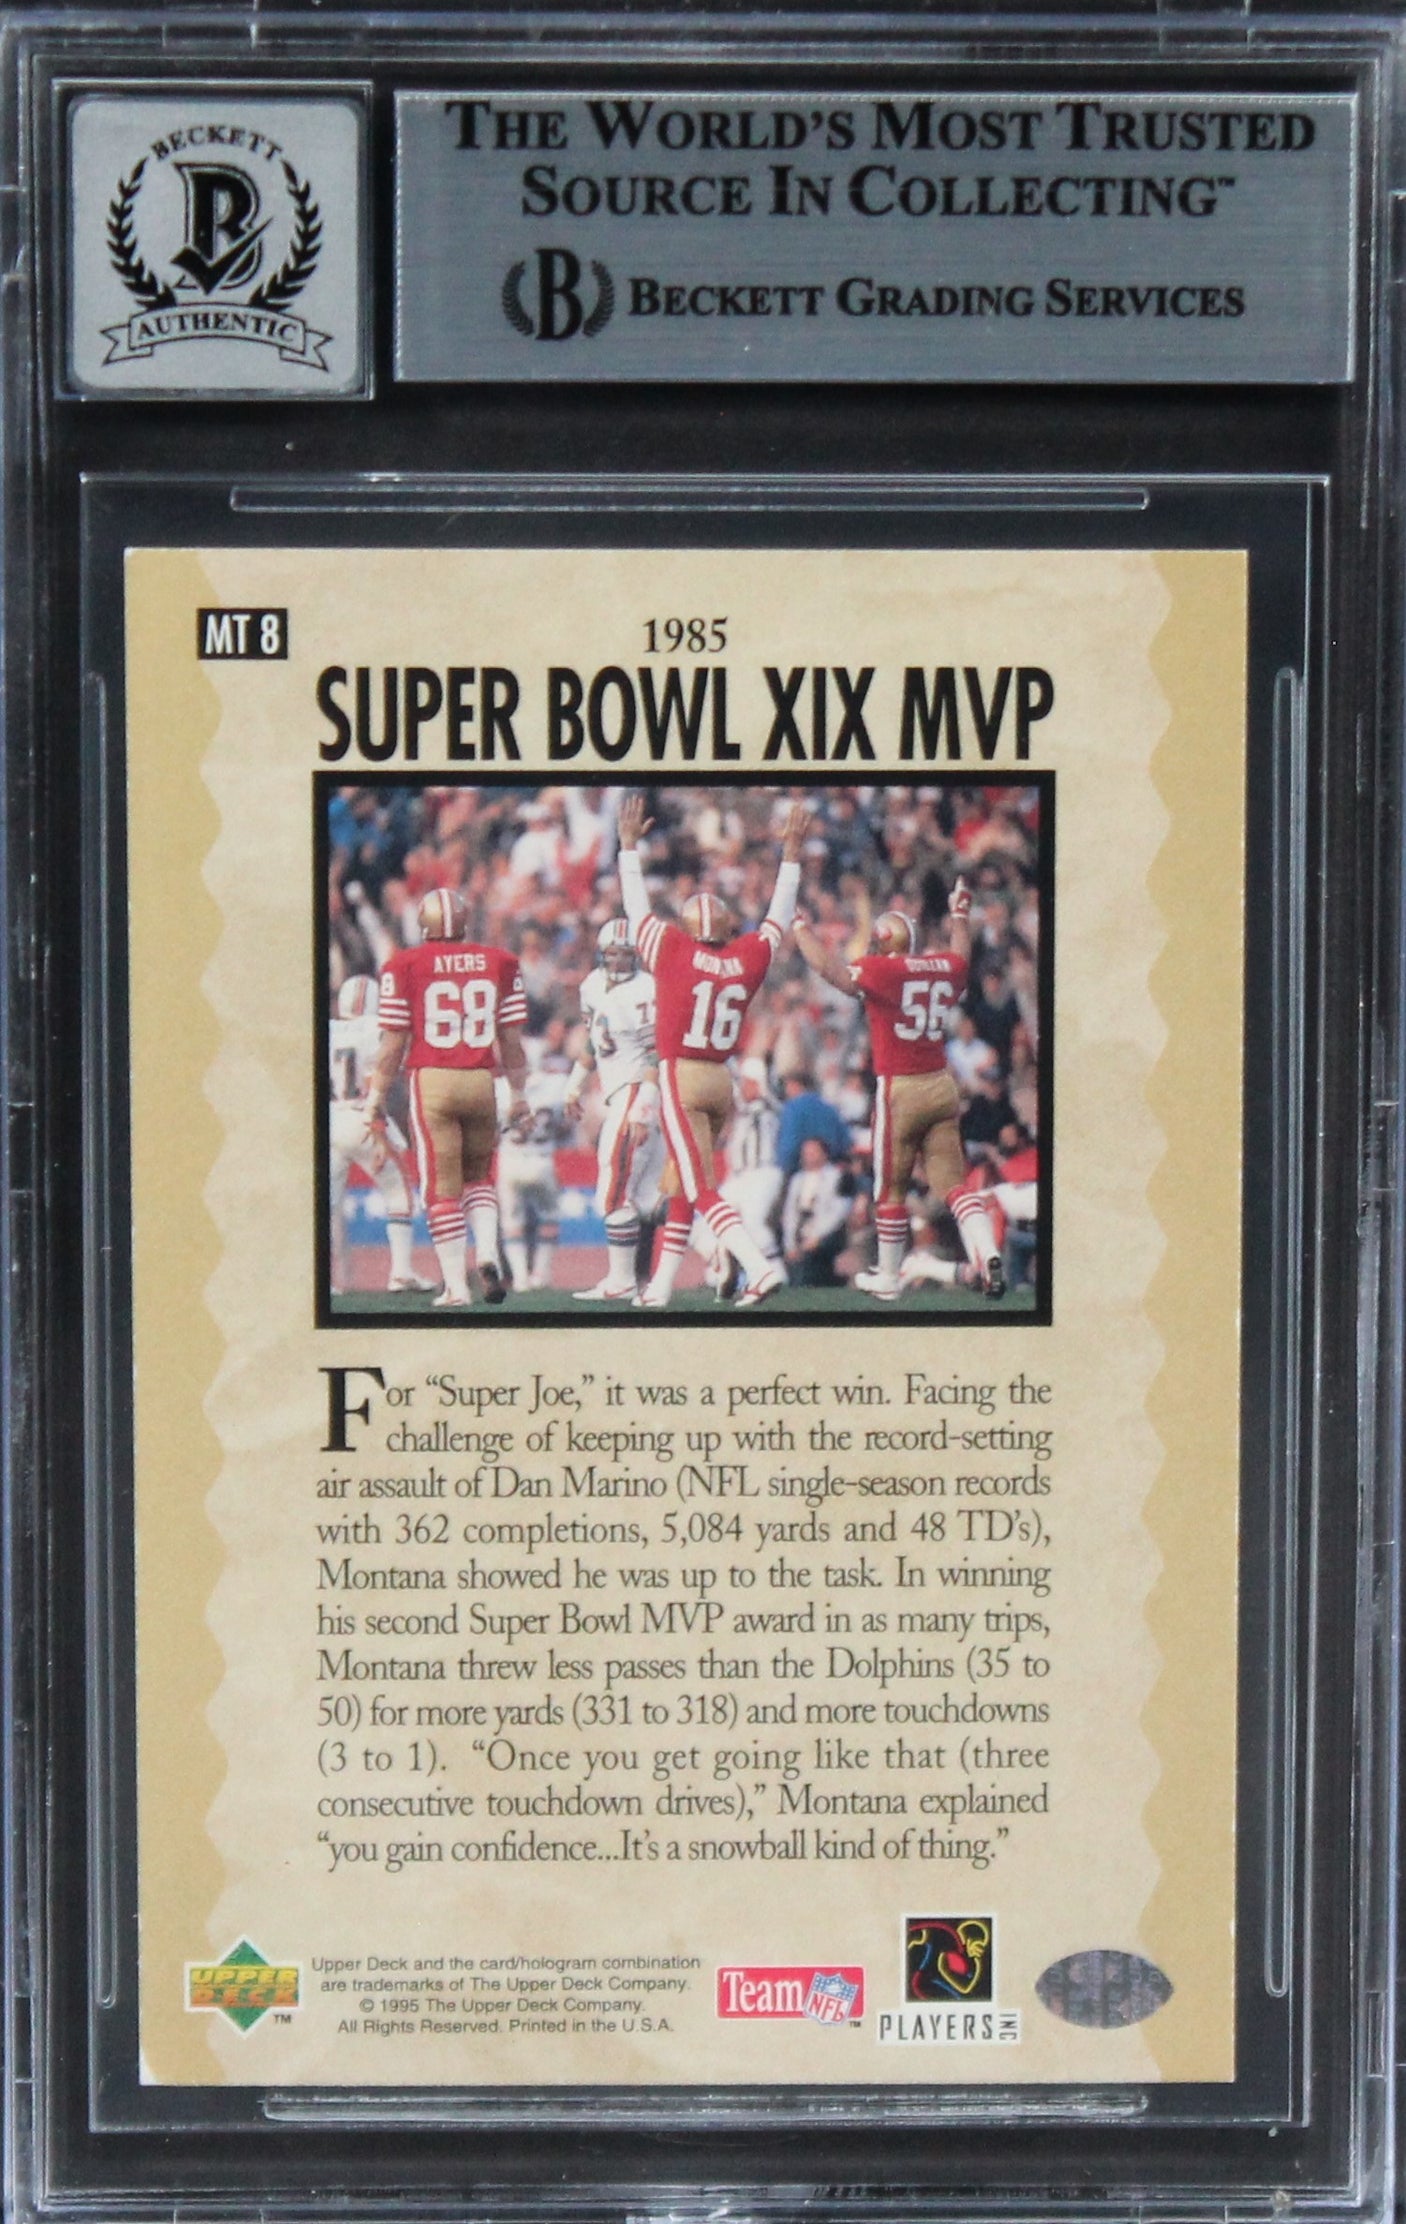 BECKETT
B
AUTHENTIC
THE WORLD'S MOST TRUSTED
SOURCE IN COLLECTING™
B BECKETT GRADING SERVICES
MT 8
1985
SUPER BOWL XIX MVP
AYERS
68
16
56
For “Super Joe,” it was a perfect win. Facing the
challenge of keeping up with the record-setting
air assault of Dan Marino (NFL single-season records
with 362 completions, 5,084 yards and 48 TD's),
Montana showed he was up to the task. In winning
his second Super Bowl MVP award in as many trips,
Montana threw less passes than the Dolphins (35 to
50) for more yards (331 to 318) and more touchdowns
(3 to 1). “Once you get going like that (three
consecutive touchdown drives),” Montana explained
“you gain confidence...It's a snowball kind of thing.”
UPPER
DECK
™
Upper Deck and the card/hologram combination
are trademarks of The Upper Deck Company.
© 1995 The Upper Deck Company.
All Rights Reserved. Printed in the U.S.A.
Team NFL™
PLAYERS INC